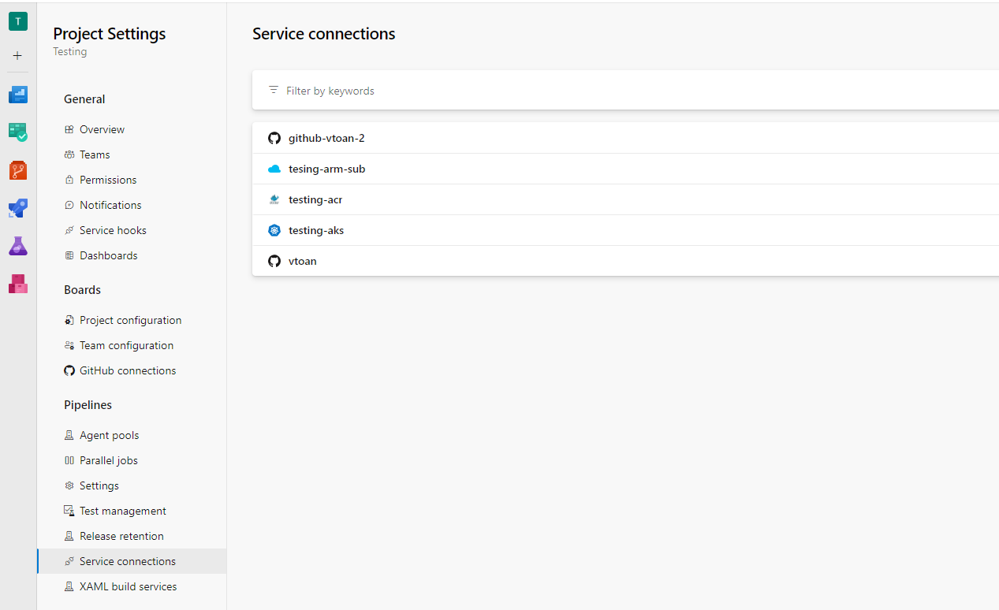 T
Project Settings
Testing
General
Overview
Teams
Permissions
Notifications
Service hooks
Dashboards
Boards
Project configuration
Team configuration
GitHub connections
Pipelines
Agent pools
Parallel jobs
Settings
Test management
Release retention
Service connections
XAML build services
Service connections
Filter by keywords
github-vtoan-2
tesing-arm-sub
testing-acr
testing-aks
vtoan